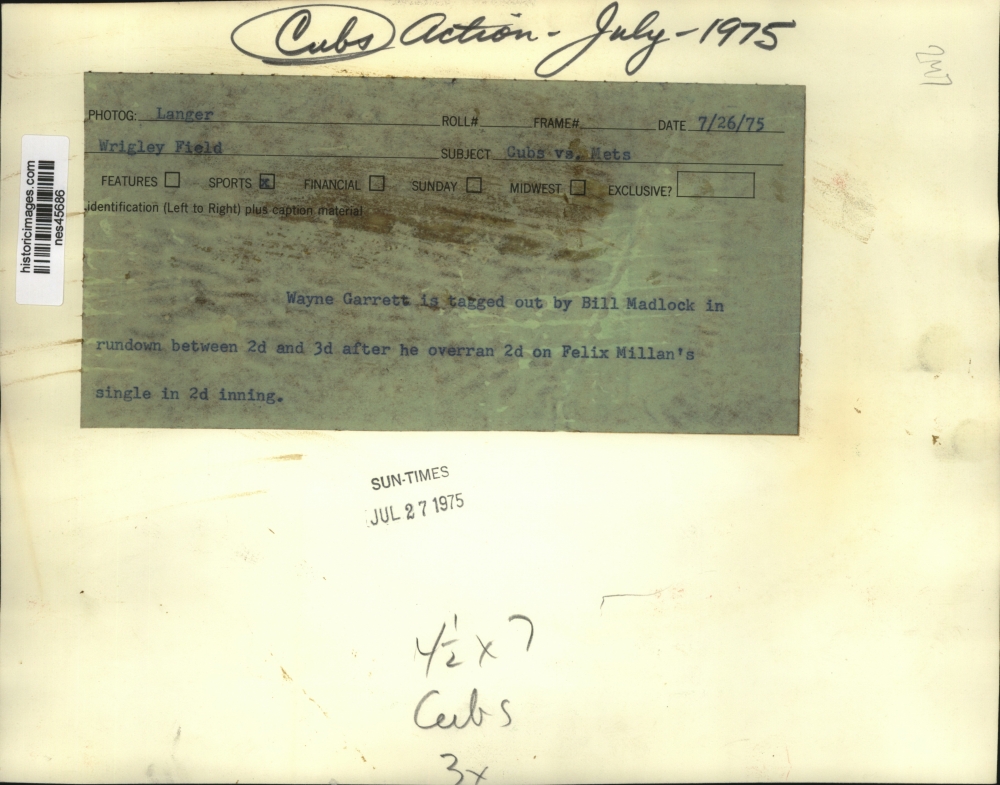 Cubs Action - July - 1975
PHOTOG: Langer ROLL# FRAME# DATE 7/26/75
Wrigley Field SUBJECT Cubs vs. Mets
FEATURES SPORTS x FINANCIAL SUNDAY MIDWEST EXCLUSIVE?
identification (Left to Right) plus caption material
Wayne Garrett is tagged out by Bill Madlock in
rundown between 2d and 3d after he overran 2d on Felix Millan's
single in 2d inning.
historicimages.com
nes45686
SUN-TIMES
JUL 27 1975
4 1/2 x 7
Cubs
3x